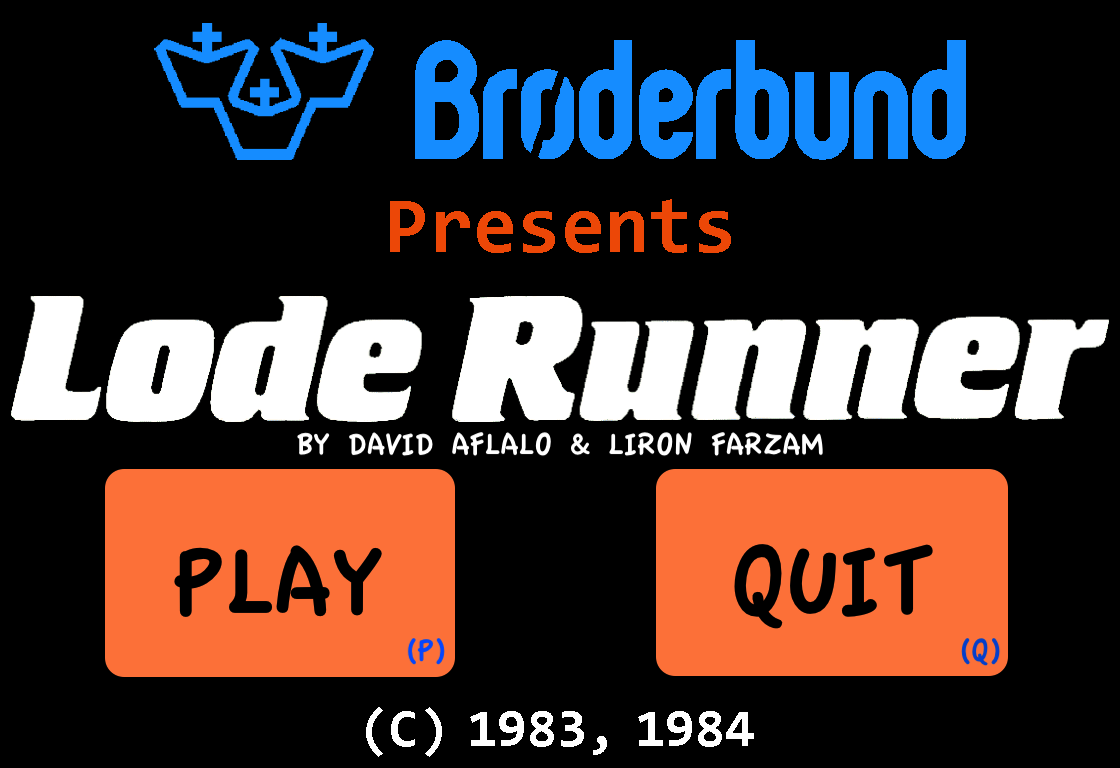 Brøderbund
Presents
Lode Runner
BY DAVID AFLALO & LIRON FARZAM
PLAY
(P)
QUIT
(Q)
(C) 1983, 1984